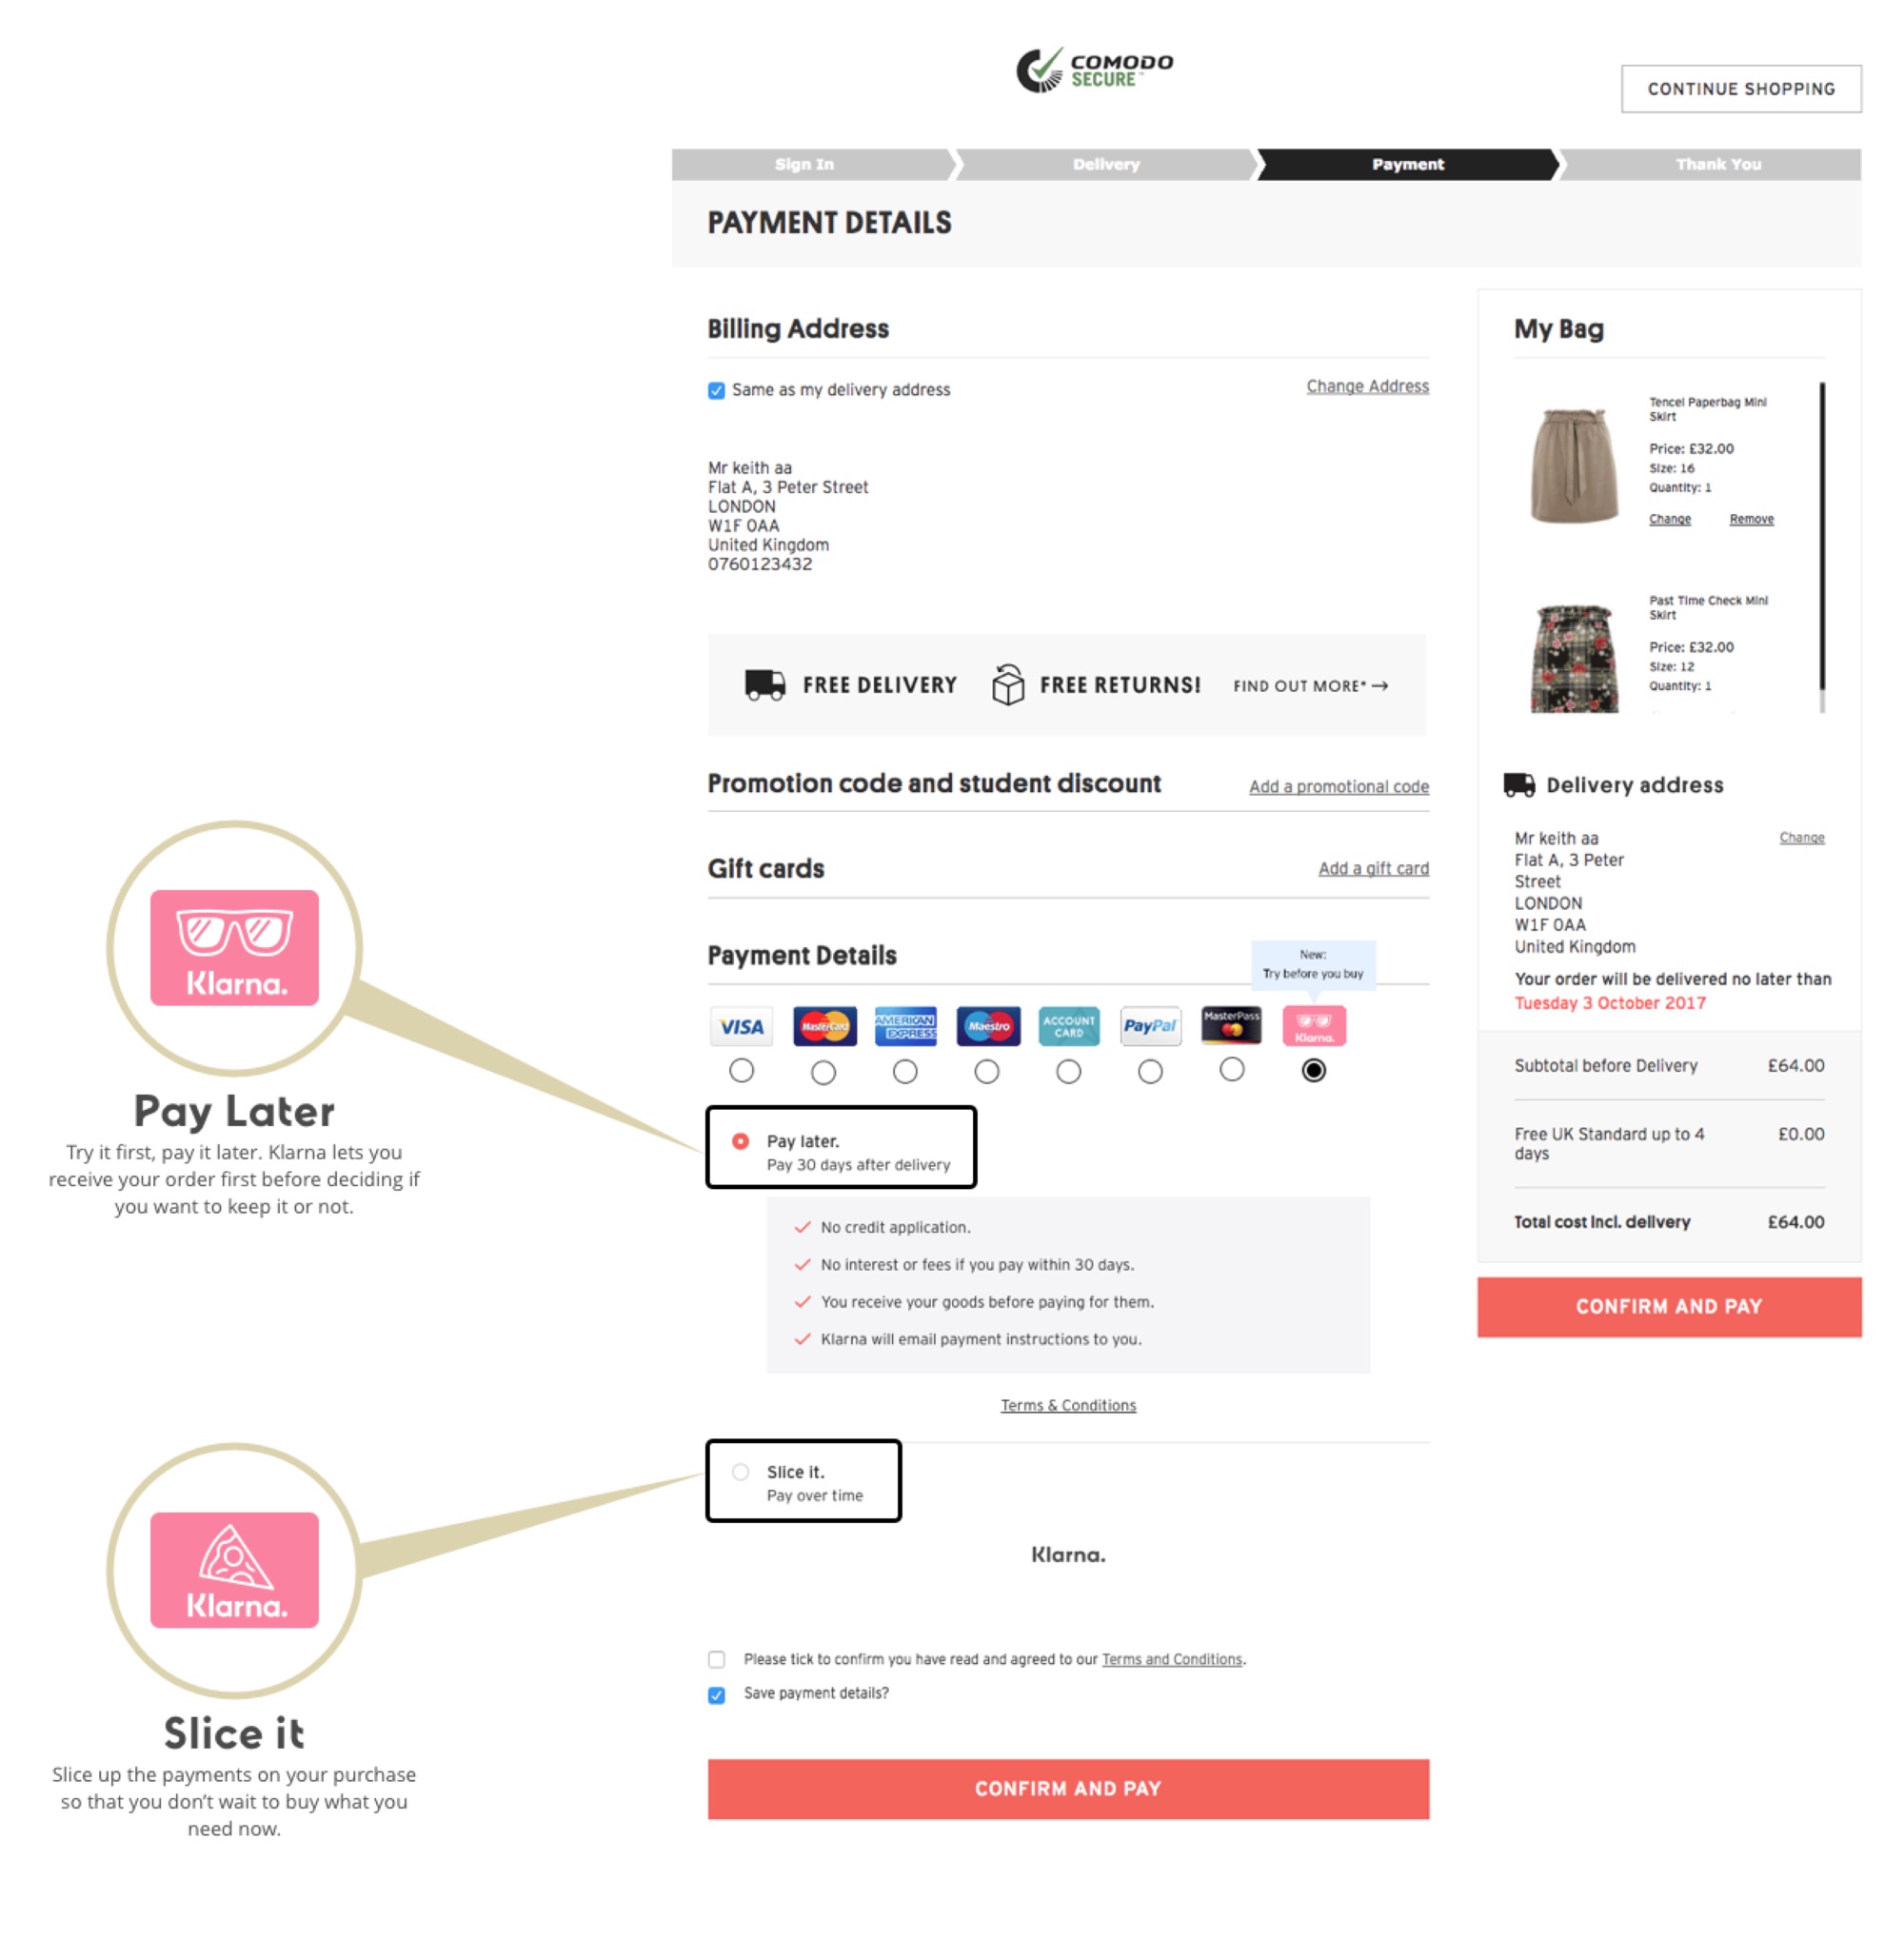 COMODO
SECURE™
CONTINUE SHOPPING
Sign In
Delivery
Payment
Thank You
PAYMENT DETAILS
Billing Address
Same as my delivery address
Change Address
Mr keith aa
Flat A, 3 Peter Street
LONDON
W1F 0AA
United Kingdom
0760123432
FREE DELIVERY
FREE RETURNS!
FIND OUT MORE* →
Promotion code and student discount
Add a promotional code
Gift cards
Add a gift card
Payment Details
New:
Try before you buy
VISA
MasterCard
AMERICAN
EXPRESS
Maestro
ACCOUNT
CARD
PayPal
MasterPass
Klarna.
Pay later.
Pay 30 days after delivery
No credit application.
No interest or fees if you pay within 30 days.
You receive your goods before paying for them.
Klarna will email payment instructions to you.
Terms & Conditions
Slice it.
Pay over time
Klarna.
Please tick to confirm you have read and agreed to our Terms and Conditions.
Save payment details?
CONFIRM AND PAY
My Bag
Tencel Paperbag Mini
Skirt
Price: £32.00
Size: 16
Quantity: 1
Change
Remove
Past Time Check Mini
Skirt
Price: £32.00
Size: 12
Quantity: 1
Delivery address
Mr keith aa
Change
Flat A, 3 Peter
Street
LONDON
W1F 0AA
United Kingdom
Your order will be delivered no later than
Tuesday 3 October 2017
Subtotal before Delivery
£64.00
Free UK Standard up to 4
days
£0.00
Total cost Incl. delivery
£64.00
CONFIRM AND PAY
Klarna.
Pay Later
Try it first, pay it later. Klarna lets you
receive your order first before deciding if
you want to keep it or not.
Klarna.
Slice it
Slice up the payments on your purchase
so that you don't wait to buy what you
need now.